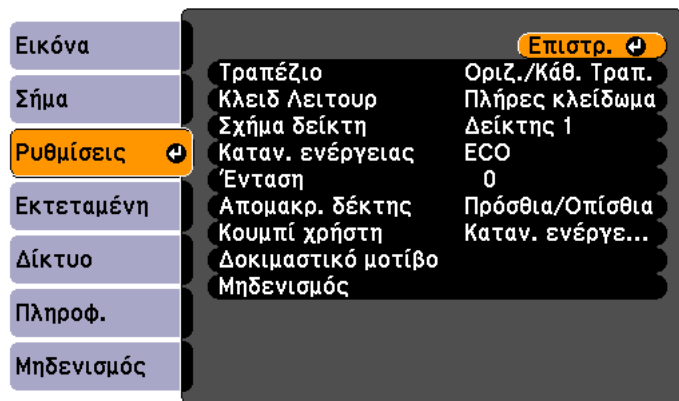 Εικόνα
Σήμα
Ρυθμίσεις
Εκτεταμένη
Δίκτυο
Πληροφ.
Μηδενισμός
Επιστρ.
Τραπέζιο Οριζ./Κάθ. Τραπ.
Κλειδ Λειτουρ Πλήρες κλείδωμα
Σχήμα δείκτη Δείκτης 1
Καταν. ενέργειας ECO
Ένταση 0
Απομακρ. δέκτης Πρόσθια/Οπίσθια
Κουμπί χρήστη Καταν. ενέργε...
Δοκιμαστικό μοτίβο
Μηδενισμός